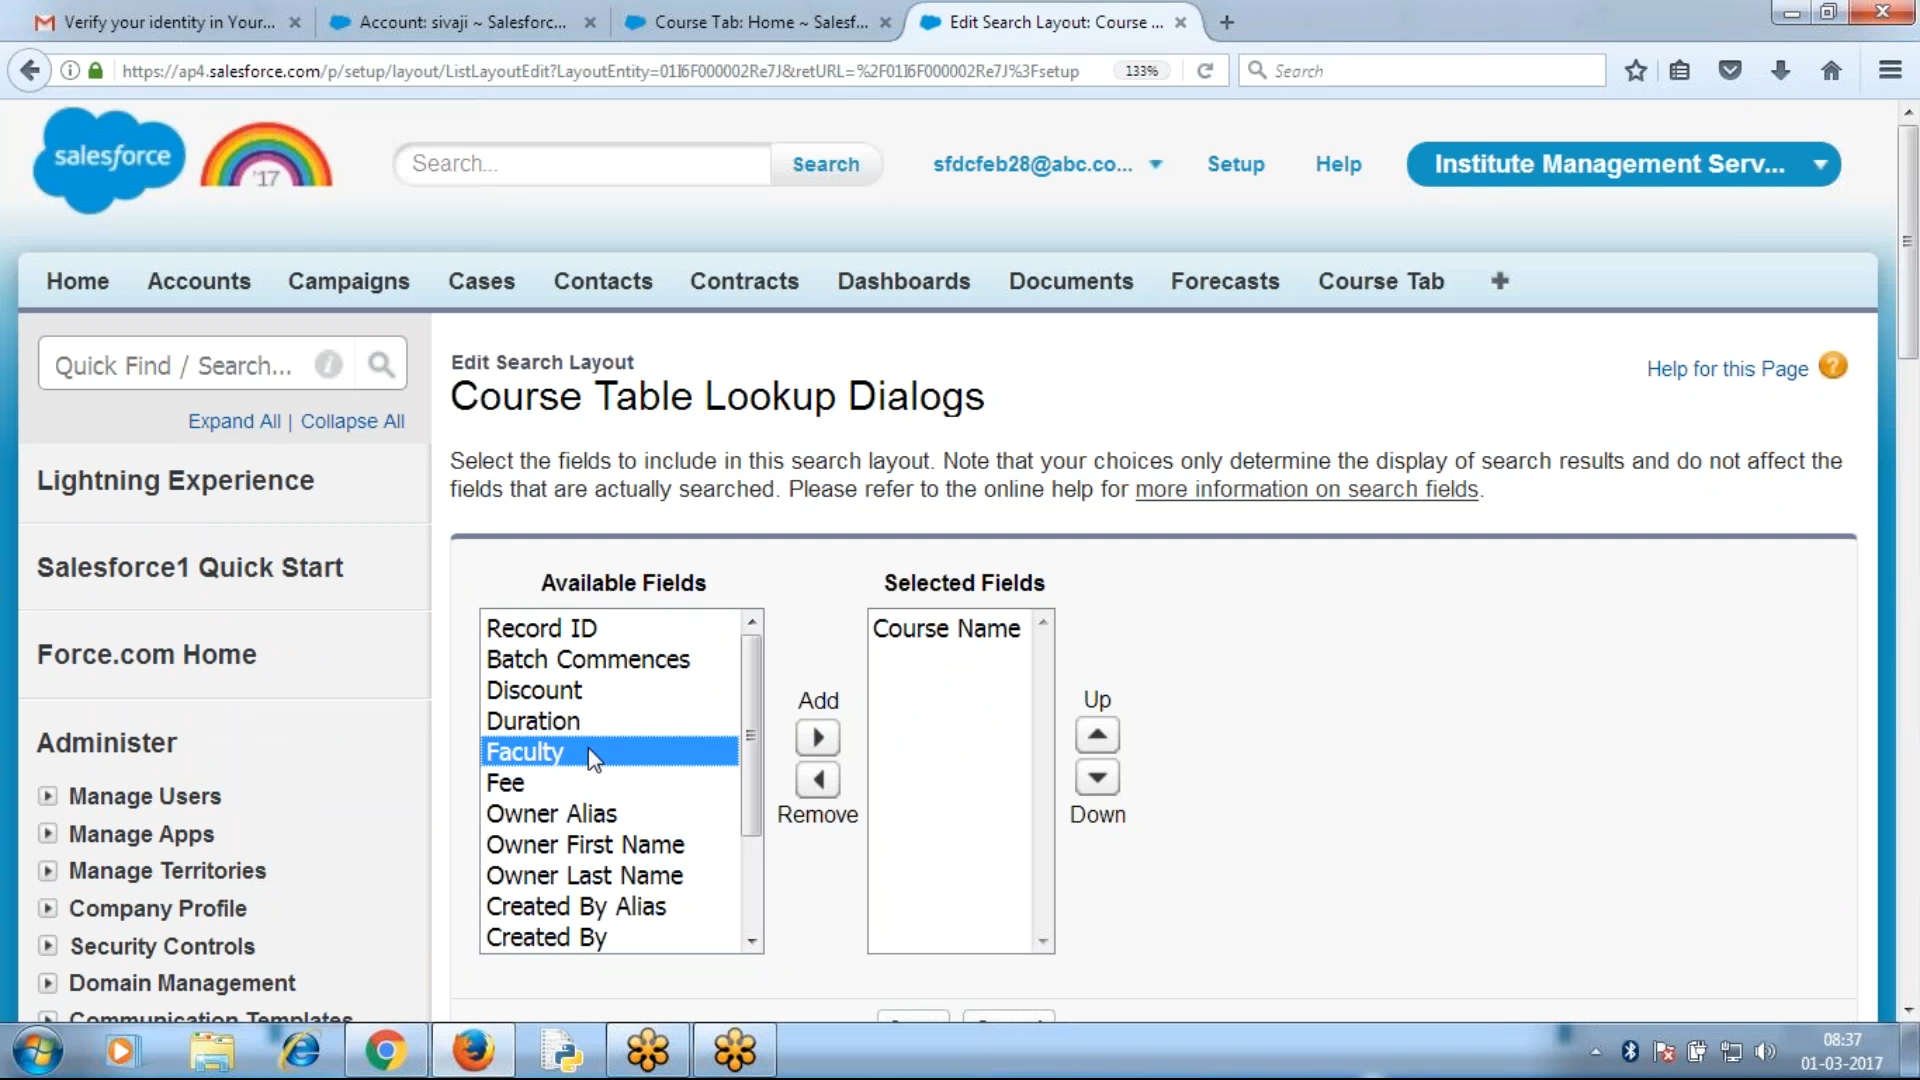 Verify your identity in Your...
Account: sivaji ~ Salesforc...
Course Tab: Home ~ Salesf...
Edit Search Layout: Course ...
https://ap4.salesforce.com/p/setup/layout/ListLayoutEdit?LayoutEntity=01I6F000002Re7J&retURL=%2F01I6F000002Re7J%3Fsetup
133%
Search
salesforce
'17
Search...
Search
sfdcfeb28@abc.co...
Setup
Help
Institute Management Serv...
Home
Accounts
Campaigns
Cases
Contacts
Contracts
Dashboards
Documents
Forecasts
Course Tab
Quick Find / Search...
Expand All | Collapse All
Lightning Experience
Salesforce1 Quick Start
Force.com Home
Administer
Manage Users
Manage Apps
Manage Territories
Company Profile
Security Controls
Domain Management
Communication Templates
Edit Search Layout
Course Table Lookup Dialogs
Help for this Page
Select the fields to include in this search layout. Note that your choices only determine the display of search results and do not affect the
fields that are actually searched. Please refer to the online help for more information on search fields.
Available Fields
Record ID
Batch Commences
Discount
Duration
Faculty
Fee
Owner Alias
Owner First Name
Owner Last Name
Created By Alias
Created By
Add
Remove
Selected Fields
Course Name
Up
Down
08:37
01-03-2017